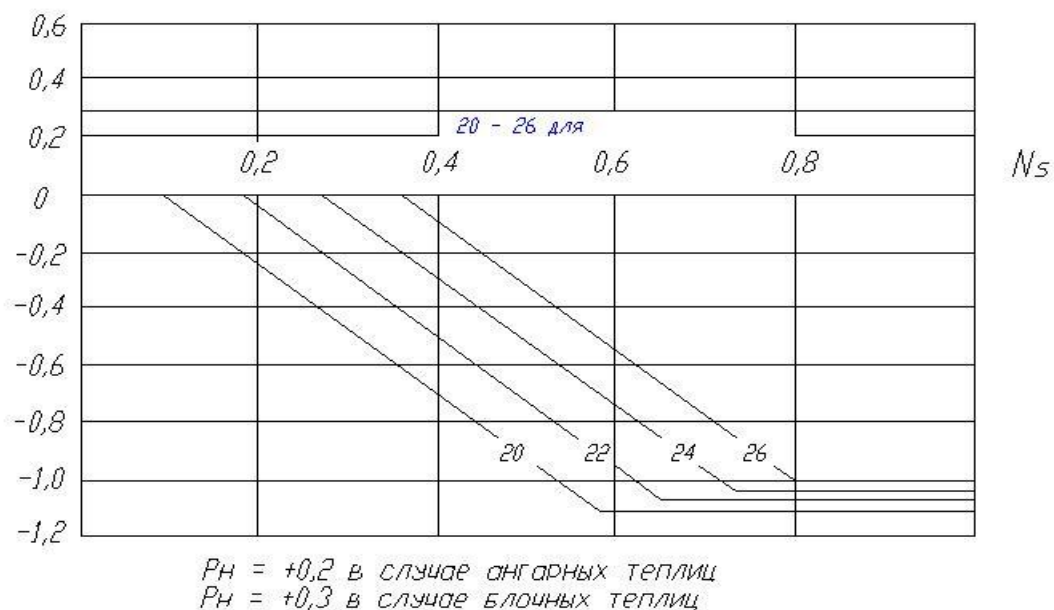 0,6
0,4
0,2
20 - 26 для
0,2 0,4 0,6 0,8 Ns
0
-0,2
-0,4
-0,6
-0,8
20 22 24 26
-1,0
-1,2
Рн = +0,2 в случае ангарных теплиц
Рн = +0,3 в случае блочных теплиц